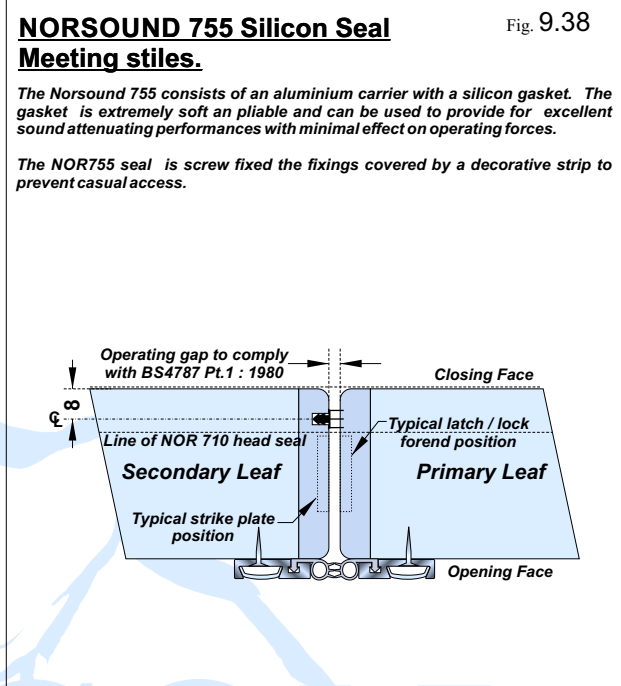 NORSOUND 755 Silicon Seal
Meeting stiles.
Fig. 9.38
The Norsound 755 consists of an aluminium carrier with a silicon gasket. The
gasket is extremely soft an pliable and can be used to provide for excellent
sound attenuating performances with minimal effect on operating forces.
The NOR755 seal is screw fixed the fixings covered by a decorative strip to
prevent casual access.
Operating gap to comply
with BS4787 Pt.1 : 1980
Closing Face
8
℄
Typical latch / lock
forend position
Line of NOR 710 head seal
Secondary Leaf
Primary Leaf
Typical strike plate
position
Opening Face